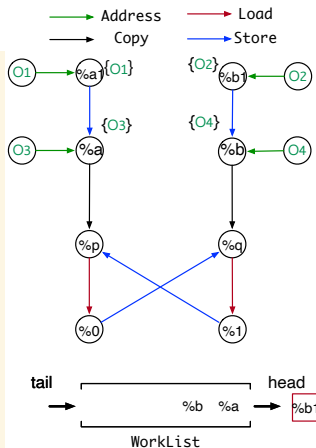 Address Load
Copy Store
O1 %a1 {O1} {O2} %b1 O2
{O3} {O4}
O3 %a %b O4
%p %q
%0 %1
tail head
%b %a %b1
WorkList